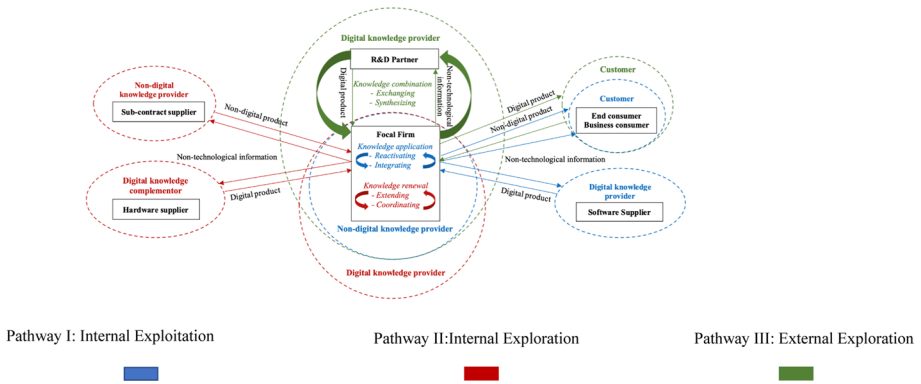 Digital knowledge provider
R&D Partner
Digital product
Non-technological
information
Knowledge combination
- Exchanging
- Synthesizing
Non-digital
knowledge provider
Sub-contract supplier
Non-digital product
Customer
Customer
End consumer
Business consumer
Digital product
Non-digital product
Focal Firm
Knowledge application
- Reactivating
- Integrating
Non-technological information
Non-technological information
Knowledge renewal
- Extending
- Coordinating
Digital knowledge
complementor
Hardware supplier
Digital product
Digital knowledge
provider
Software Supplier
Digital product
Non-digital knowledge provider
Digital knowledge provider
Pathway I: Internal Exploitation
Pathway II:Internal Exploration
Pathway III: External Exploration